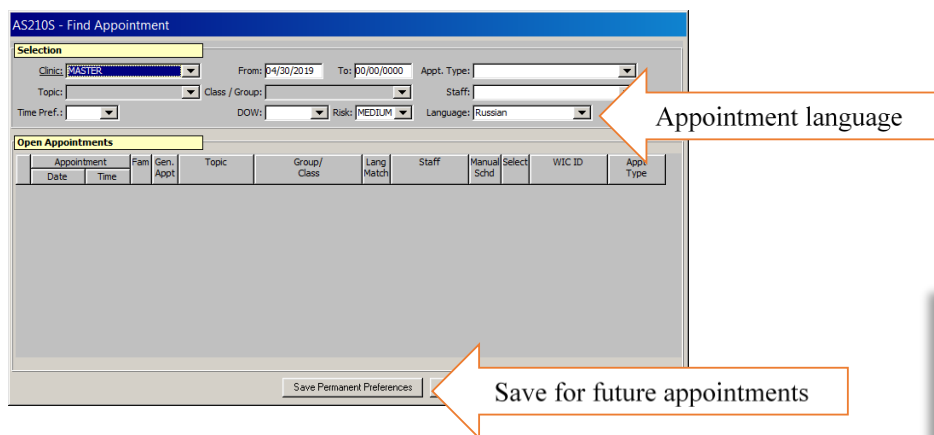 AS210S - Find Appointment
Selection
Clinic: MASTER From: 04/30/2019 To: 00/00/0000 Appt. Type:
Topic: Class / Group: Staff:
Time Pref.: DOW: Risk: MEDIUM Language: Russian
Appointment language
Open Appointments
Appointment Fam Gen. Topic Group/ Lang Staff Manual Select WIC ID Appt
Date Time Appt Class Match Schd Type
Save Permanent Preferences
Save for future appointments